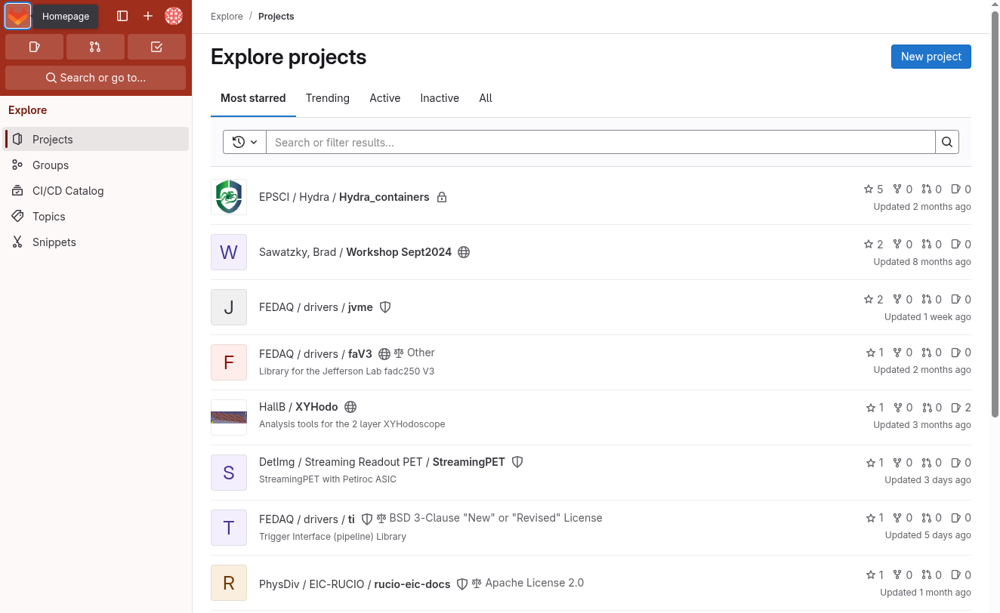 Homepage
Search or go to...
Explore
Projects
Groups
CI/CD Catalog
Topics
Snippets
Explore / Projects
Explore projects
New project
Most starred Trending Active Inactive All
Search or filter results...
EPSCI / Hydra / Hydra_containers
5 0 0 0
Updated 2 months ago
W
Sawatzky, Brad / Workshop Sept2024
2 0 0 0
Updated 8 months ago
J
FEDAQ / drivers / jvme
2 0 0 0
Updated 1 week ago
F
FEDAQ / drivers / faV3 Other
Library for the Jefferson Lab fadc250 V3
1 0 0 0
Updated 2 months ago
HallB / XYHodo
Analysis tools for the 2 layer XYHodoscope
1 0 0 2
Updated 3 months ago
S
DetImg / Streaming Readout PET / StreamingPET
StreamingPET with Petiroc ASIC
1 0 0 0
Updated 3 days ago
T
FEDAQ / drivers / ti BSD 3-Clause "New" or "Revised" License
Trigger Interface (pipeline) Library
1 0 0 0
Updated 5 days ago
R
PhysDiv / EIC-RUCIO / rucio-eic-docs Apache License 2.0
1 0 0 0
Updated 1 month ago